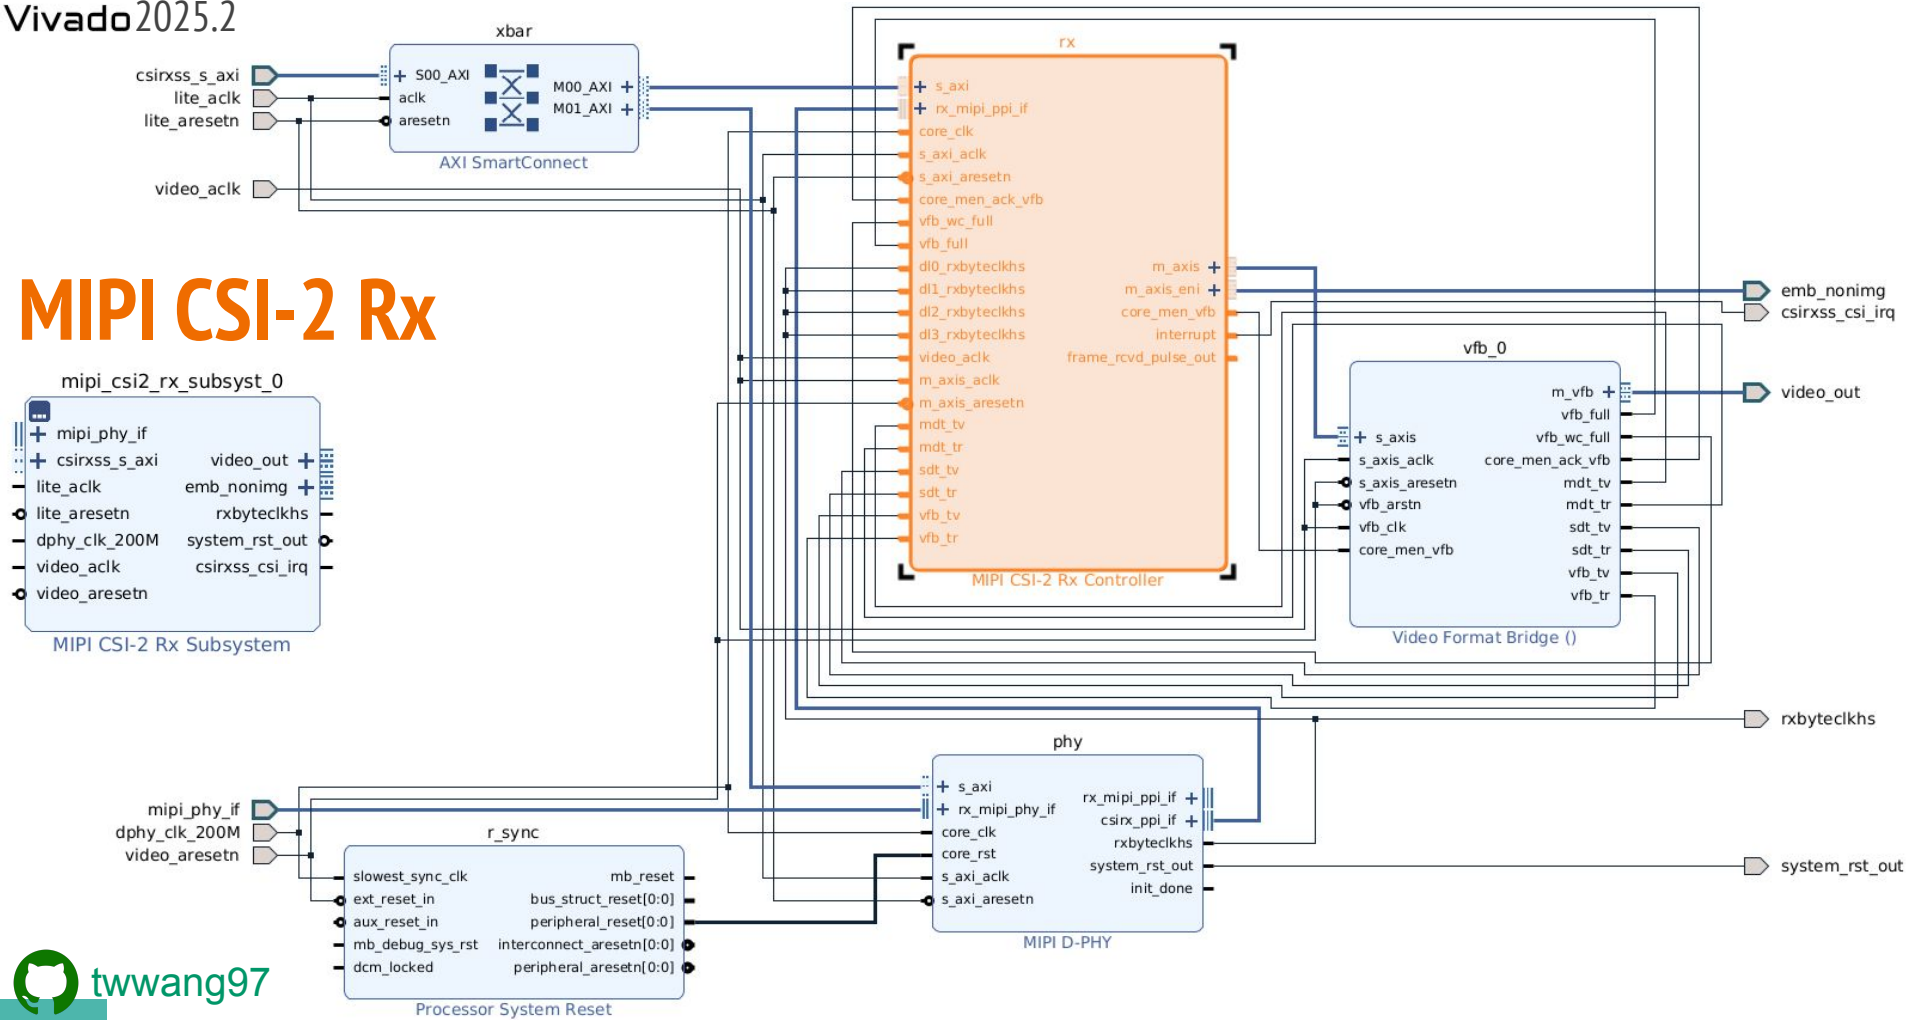 Vivado 2025.2
xbar
csirxss_s_axi
lite_aclk
lite_aresetn
video_aclk
S00_AXI
aclk
aresetn
M00_AXI
M01_AXI
AXI SmartConnect
rx
s_axi
rx_mipi_ppi_if
core_clk
s_axi_aclk
s_axi_aresetn
core_men_ack_vfb
vfb_wc_full
vfb_full
dl0_rxbyteclkhs
dl1_rxbyteclkhs
dl2_rxbyteclkhs
dl3_rxbyteclkhs
video_aclk
m_axis_aclk
m_axis_aresetn
mdt_tv
mdt_tr
sdt_tv
sdt_tr
vfb_tv
vfb_tr
m_axis
m_axis_eni
core_men_vfb
interrupt
frame_rcvd_pulse_out
MIPI CSI-2 Rx Controller
emb_nonimg
csirxss_csi_irq
video_out
MIPI CSI-2 Rx
mipi_csi2_rx_subsyst_0
mipi_phy_if
csirxss_s_axi
lite_aclk
lite_aresetn
dphy_clk_200M
video_aclk
video_aresetn
video_out
emb_nonimg
rxbyteclkhs
system_rst_out
csirxss_csi_irq
MIPI CSI-2 Rx Subsystem
vfb_0
s_axis
s_axis_aclk
s_axis_aresetn
vfb_arstn
vfb_clk
core_men_vfb
m_vfb
vfb_full
vfb_wc_full
core_men_ack_vfb
mdt_tv
mdt_tr
sdt_tv
sdt_tr
vfb_tv
vfb_tr
Video Format Bridge ()
rxbyteclkhs
system_rst_out
phy
s_axi
rx_mipi_phy_if
core_clk
core_rst
s_axi_aclk
s_axi_aresetn
rx_mipi_ppi_if
csirx_ppi_if
rxbyteclkhs
system_rst_out
init_done
MIPI D-PHY
mipi_phy_if
dphy_clk_200M
video_aresetn
r_sync
slowest_sync_clk
ext_reset_in
aux_reset_in
mb_debug_sys_rst
dcm_locked
mb_reset
bus_struct_reset[0:0]
peripheral_reset[0:0]
interconnect_aresetn[0:0]
peripheral_aresetn[0:0]
Processor System Reset
twwang97